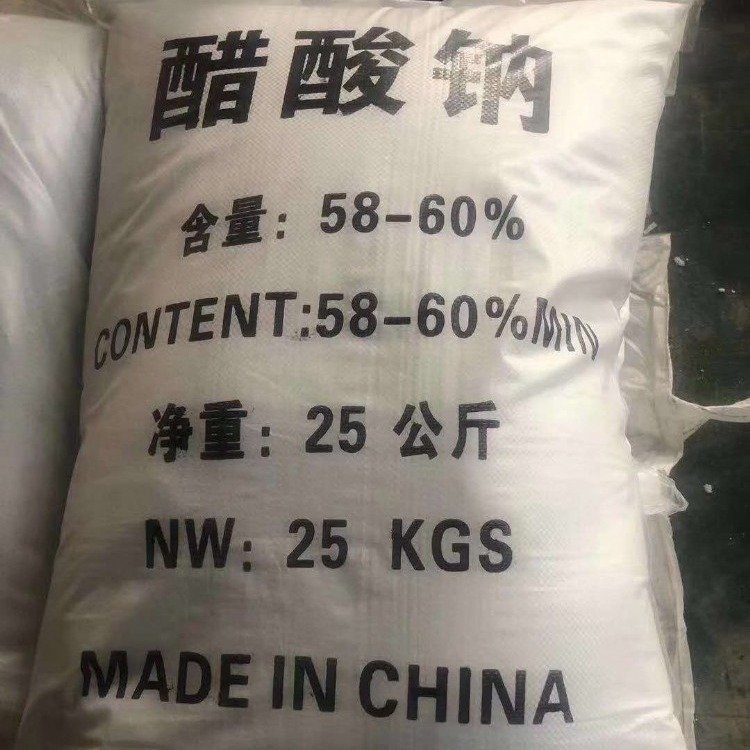 醋酸钠
含量：58-60%
CONTENT:58-60%MIN
净重：25 公斤
NW: 25 KGS
MADE IN CHINA